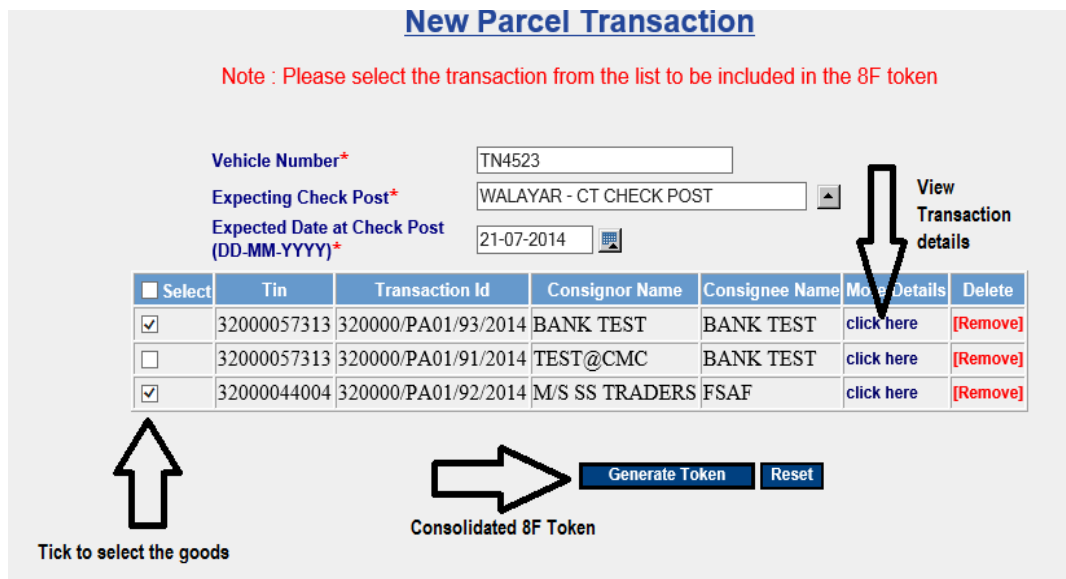 New Parcel Transaction
Note : Please select the transaction from the list to be included in the 8F token
Vehicle Number* TN4523
Expecting Check Post* WALAYAR - CT CHECK POST
Expected Date at Check Post
(DD-MM-YYYY)* 21-07-2014
View
Transaction
details
Select Tin Transaction Id Consignor Name Consignee Name More Details Delete
32000057313 320000/PA01/93/2014 BANK TEST BANK TEST click here [Remove]
32000057313 320000/PA01/91/2014 TEST@CMC BANK TEST click here [Remove]
32000044004 320000/PA01/92/2014 M/S SS TRADERS FSAF click here [Remove]
Generate Token Reset
Consolidated 8F Token
Tick to select the goods